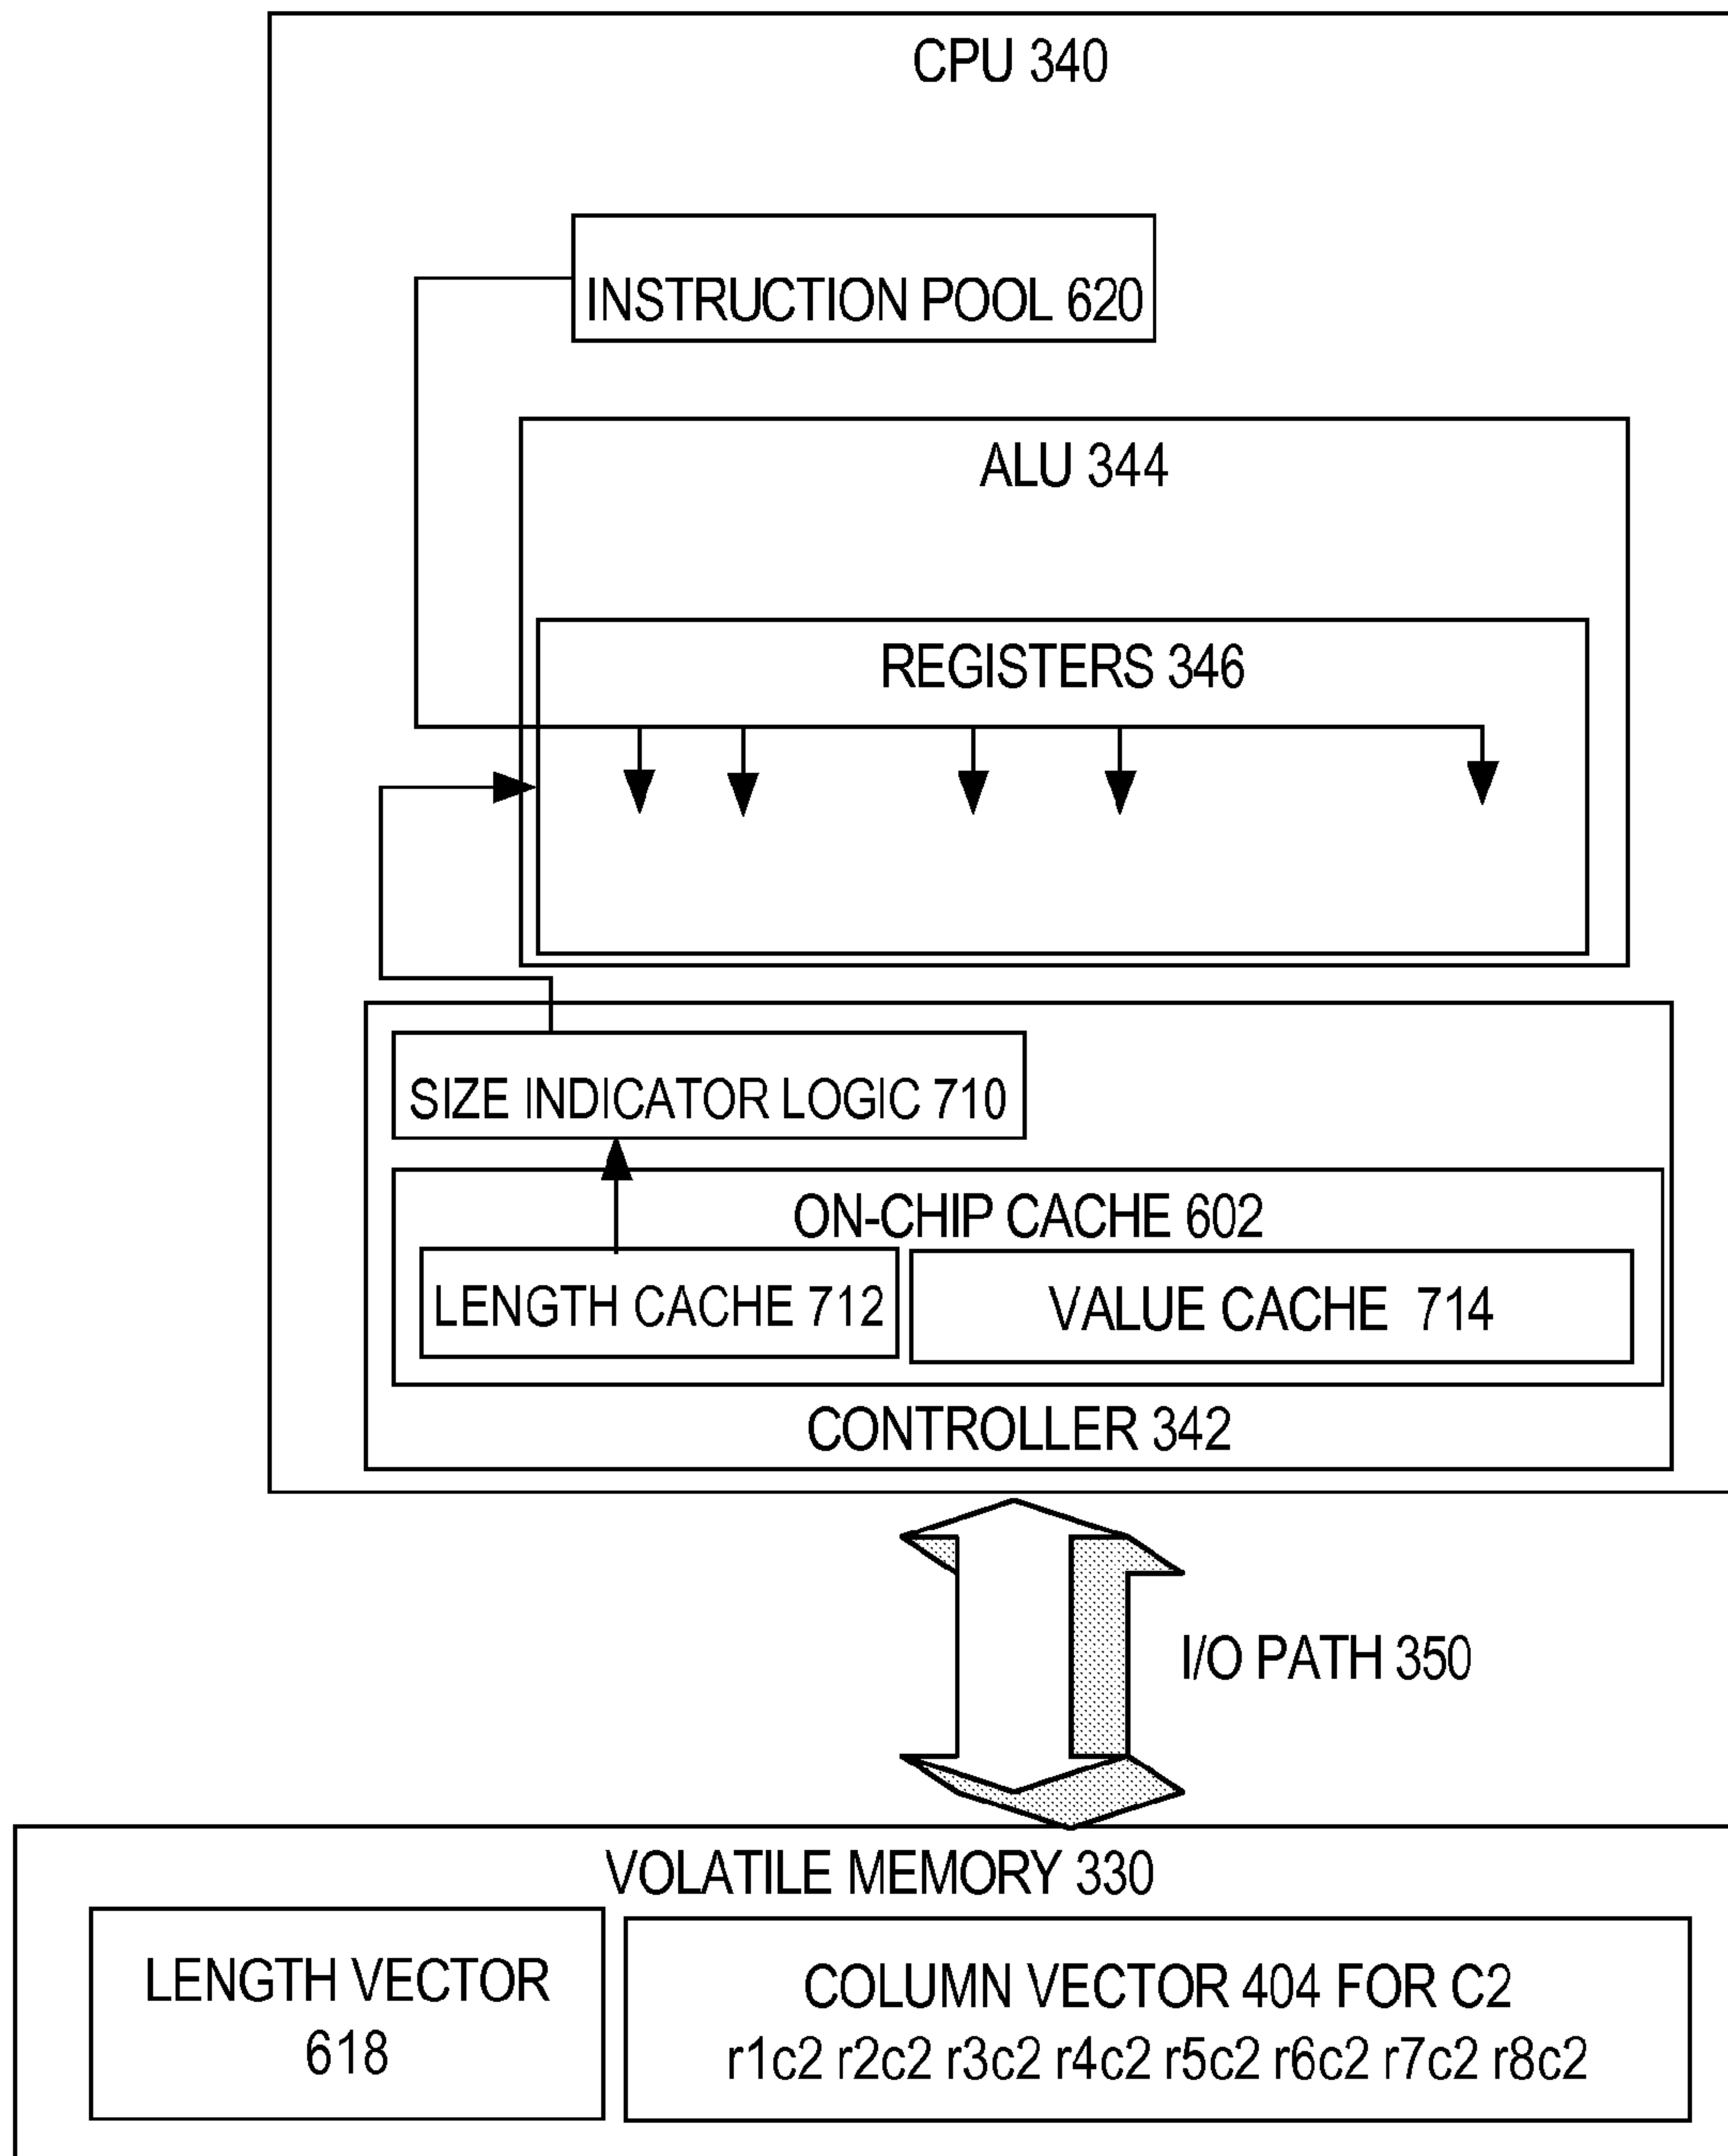 CPU 340
INSTRUCTION POOL 620
ALU 344
REGISTERS 346
SIZE INDICATOR LOGIC 710
ON-CHIP CACHE 602
LENGTH CACHE 712
VALUE CACHE 714
CONTROLLER 342
I/O PATH 350
VOLATILE MEMORY 330
LENGTH VECTOR
618
COLUMN VECTOR 404 FOR C2
r1c2 r2c2 r3c2 r4c2 r5c2 r6c2 r7c2 r8c2